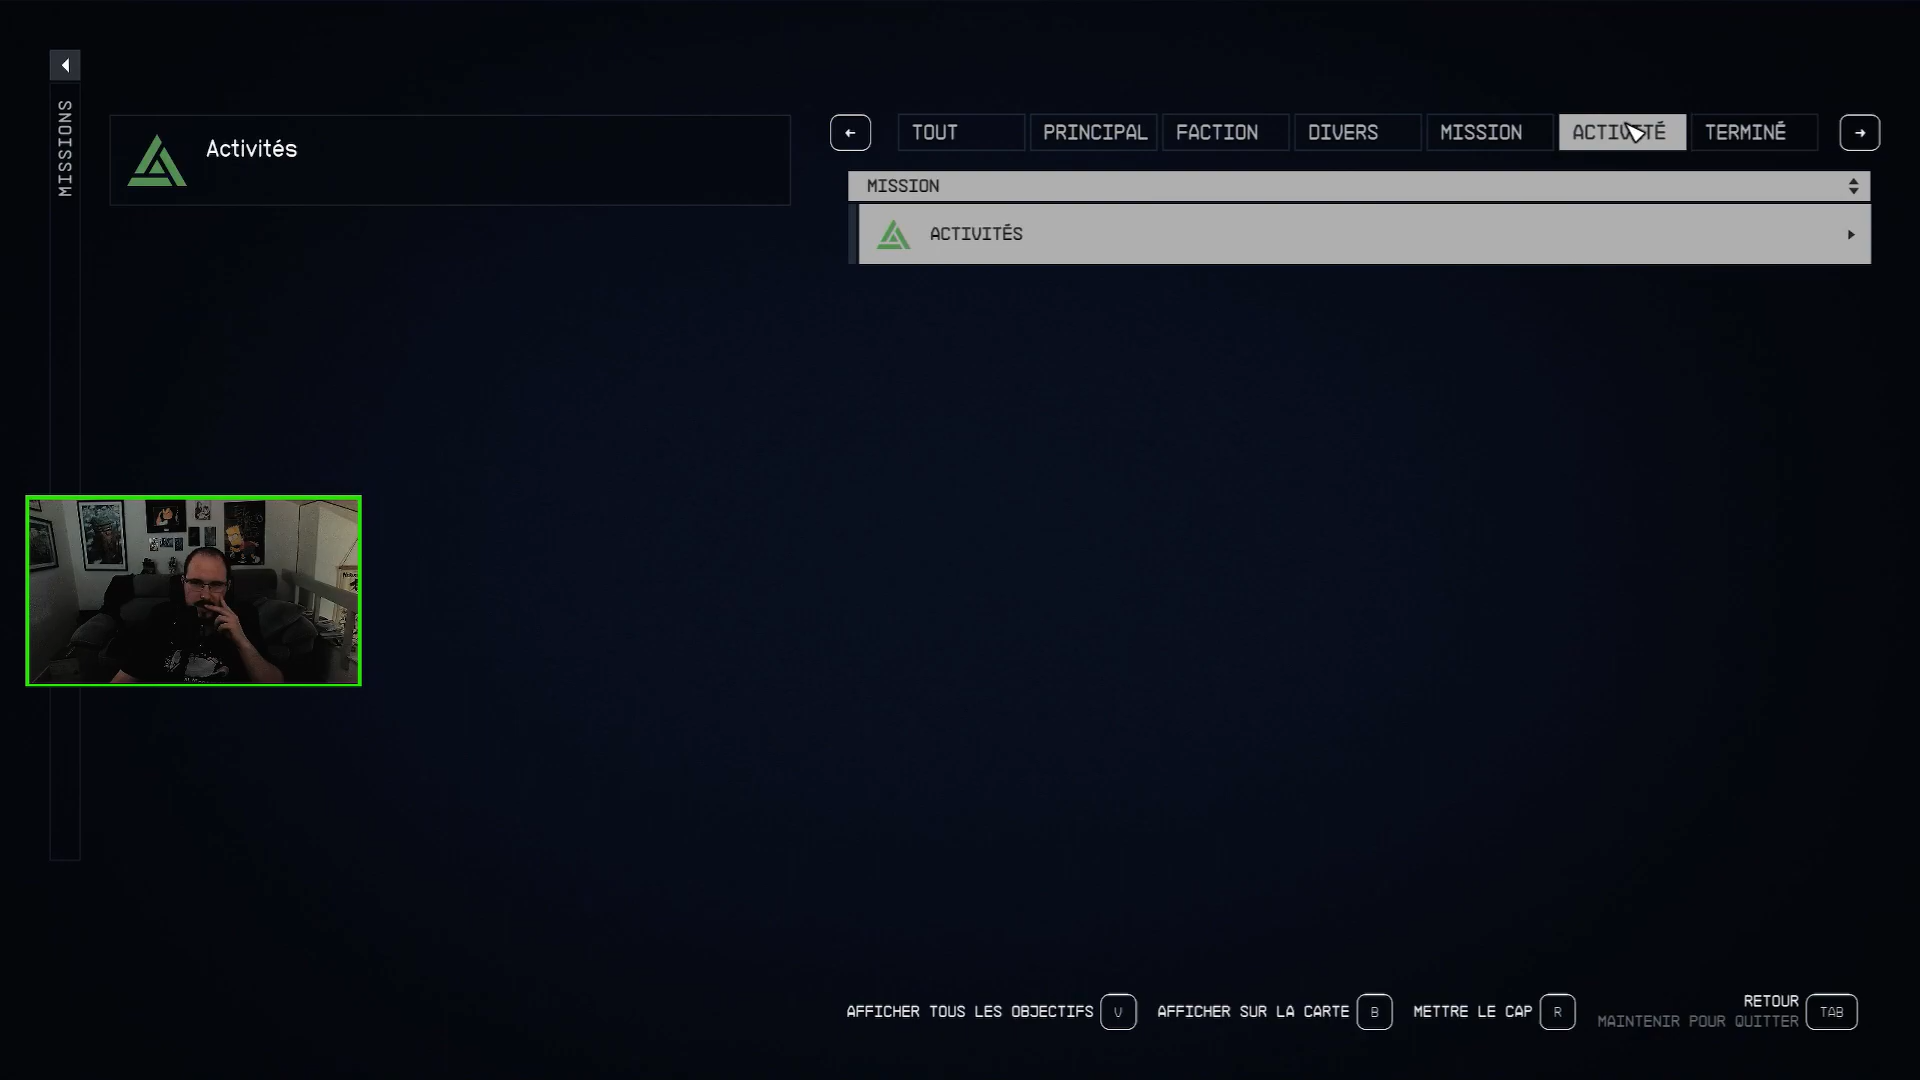 MISSIONS
Activités
TOUT
PRINCIPAL
FACTION
DIVERS
MISSION
ACTIVITÉ
TERMINÉ
MISSION
ACTIVITÉS
AFFICHER TOUS LES OBJECTIFS V
AFFICHER SUR LA CARTE B
METTRE LE CAP R
RETOUR
MAINTENIR POUR QUITTER TAB